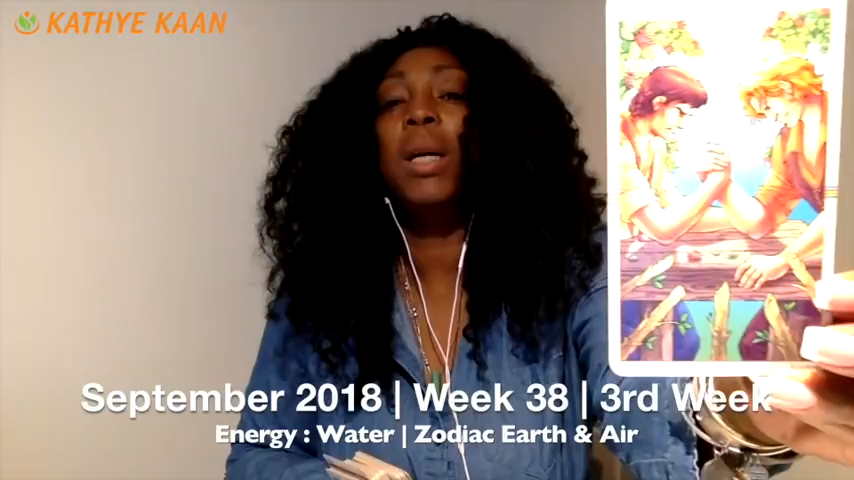 KATHYE KAAN
September 2018 | Week 38 | 3rd Week
Energy : Water | Zodiac Earth & Air